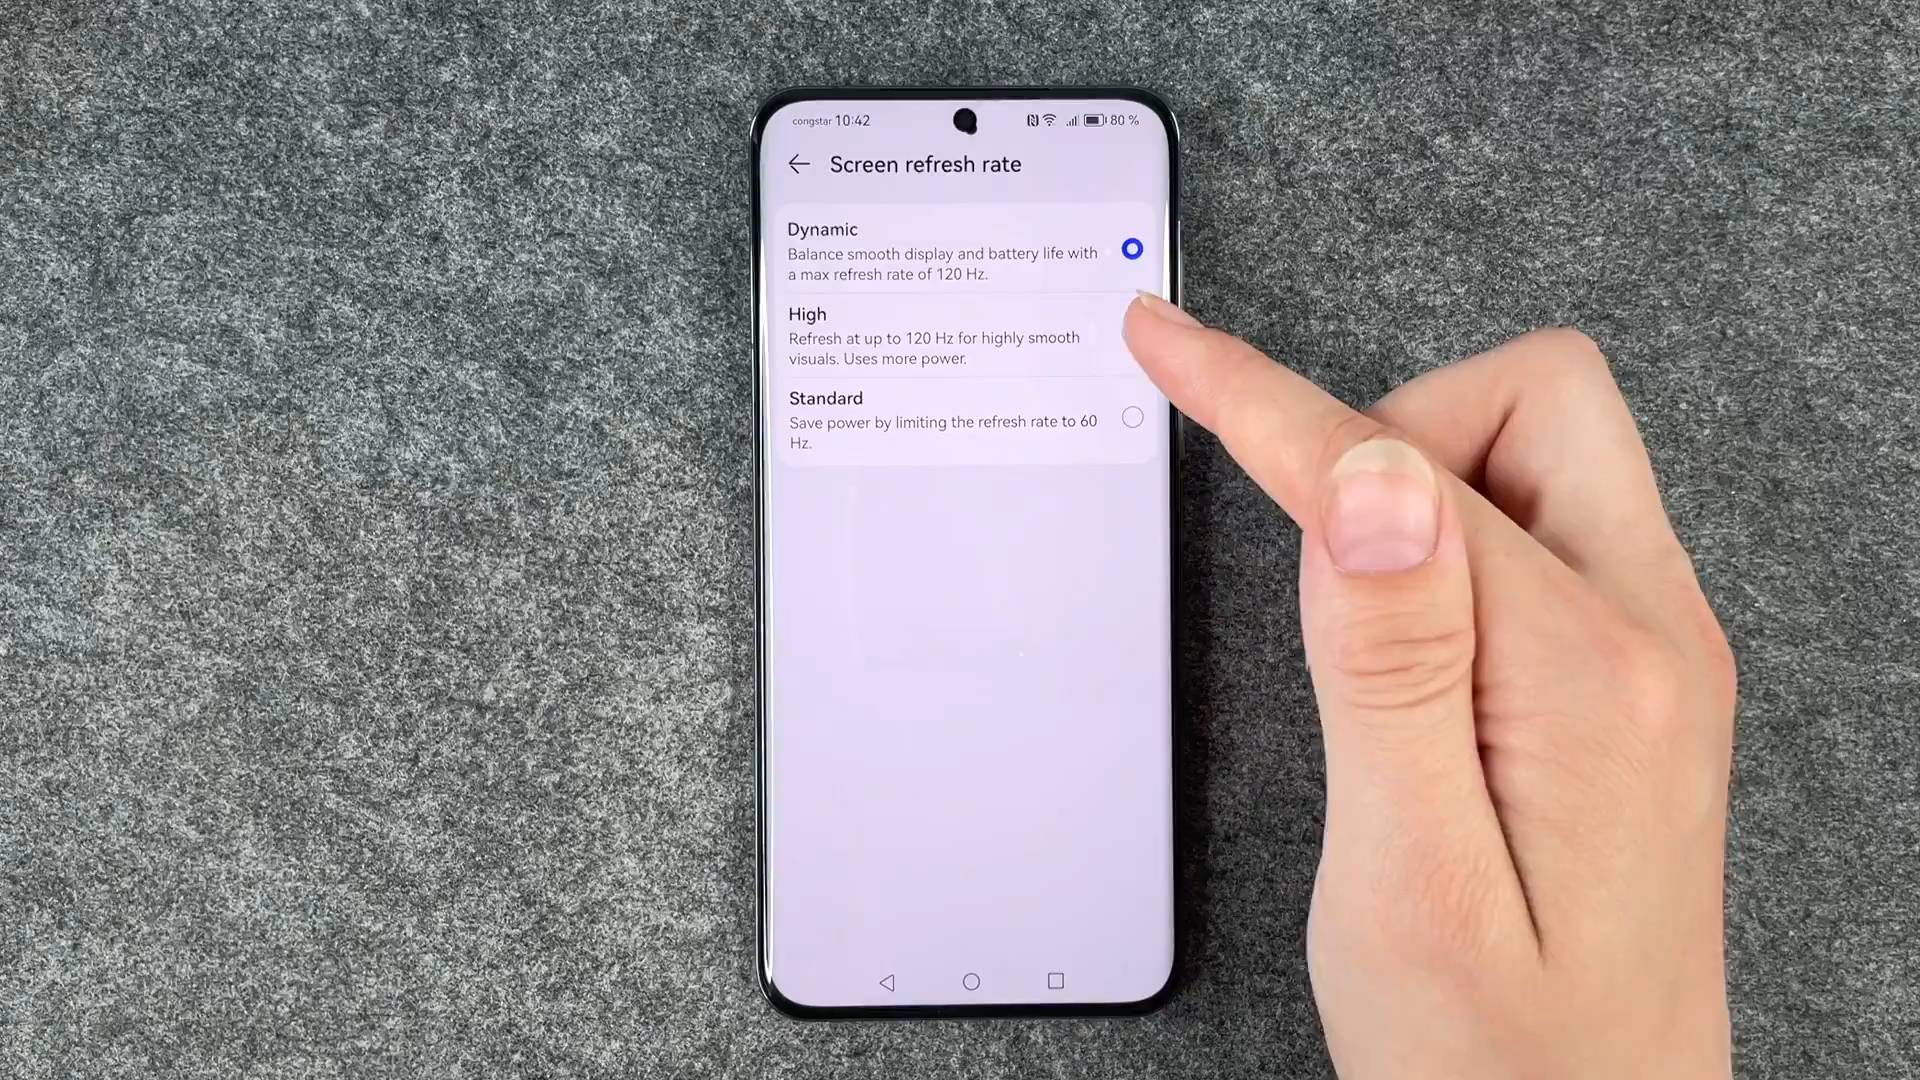 congstar 10:42
80 %
Screen refresh rate
Dynamic
Balance smooth display and battery life with
a max refresh rate of 120 Hz.
High
Refresh at up to 120 Hz for highly smooth
visuals. Uses more power.
Standard
Save power by limiting the refresh rate to 60
Hz.